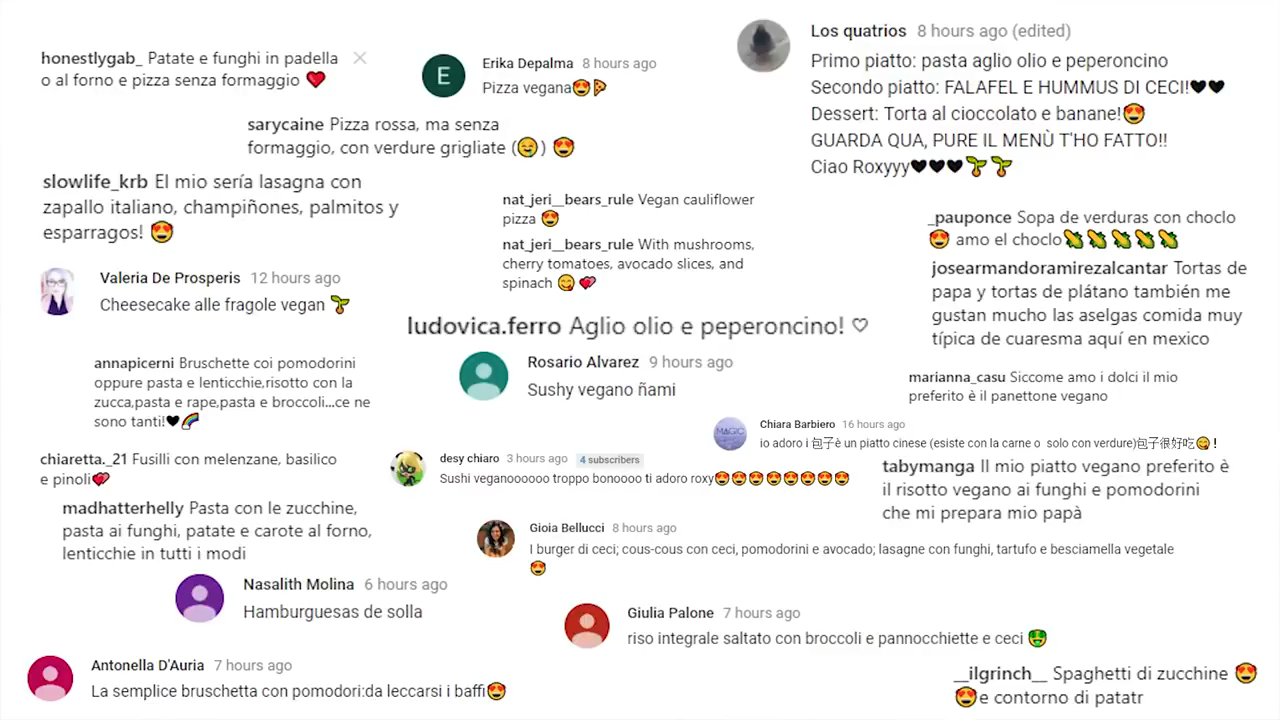 honestlygab_ Patate e funghi in padella
o al forno e pizza senza formaggio ❤️
Erika Depalma 8 hours ago
E
Pizza vegana😍🍕
Los quatrios 8 hours ago (edited)
Primo piatto: pasta aglio olio e peperoncino
Secondo piatto: FALAFEL E HUMMUS DI CECI!🖤🖤
Dessert: Torta al cioccolato e banane!😍
GUARDA QUA, PURE IL MENÙ T'HO FATTO!!
Ciao Roxyyy🖤🖤🖤🌱🌱
sarycaine Pizza rossa, ma senza
formaggio, con verdure grigliate (🤤) 😍
slowlife_krb El mio sería lasagna con
zapallo italiano, champiñones, palmitos y
esparragos! 😍
nat_jeri__bears_rule Vegan cauliflower
pizza 😍
nat_jeri__bears_rule With mushrooms,
cherry tomatoes, avocado slices, and
spinach 😋💕
_pauponce Sopa de verduras con choclo
😍 amo el choclo🌽🌽🌽🌽🌽
josearmandoramirezalcantar Tortas de
papa y tortas de plátano también me
gustan mucho las aselgas comida muy
típica de cuaresma aquí en mexico
Valeria De Prosperis 12 hours ago
Cheesecake alle fragole vegan 🌱
ludovica.ferro Aglio olio e peperoncino! ♡
annapicerni Bruschette coi pomodorini
oppure pasta e lenticchie,risotto con la
zucca,pasta e rape,pasta e broccoli...ce ne
sono tanti!🖤🌈
Rosario Alvarez 9 hours ago
Sushy vegano ñami
marianna_casu Siccome amo i dolci il mio
preferito è il panettone vegano
Chiara Barbiero 16 hours ago
MAGIC
io adoro i 包子è un piatto cinese (esiste con la carne o solo con verdure)包子很好吃😋！
chiaretta._21 Fusilli con melenzane, basilico
e pinoli💕
desy chiaro 3 hours ago 4 subscribers
Sushi veganoooooo troppo bonoooo ti adoro roxy😍😍😍😍😍😍😍😍
tabymanga Il mio piatto vegano preferito è
il risotto vegano ai funghi e pomodorini
che mi prepara mio papà
madhatterhelly Pasta con le zucchine,
pasta ai funghi, patate e carote al forno,
lenticchie in tutti i modi
Gioia Bellucci 8 hours ago
I burger di ceci; cous-cous con ceci, pomodorini e avocado; lasagne con funghi, tartufo e besciamella vegetale
😍
Nasalith Molina 6 hours ago
Hamburguesas de solla
Giulia Palone 7 hours ago
riso integrale saltato con broccoli e pannocchiette e ceci 🤑
Antonella D'Auria 7 hours ago
La semplice bruschetta con pomodori:da leccarsi i baffi😍
__ilgrinch__ Spaghetti di zucchine 😍
😍e contorno di patatr